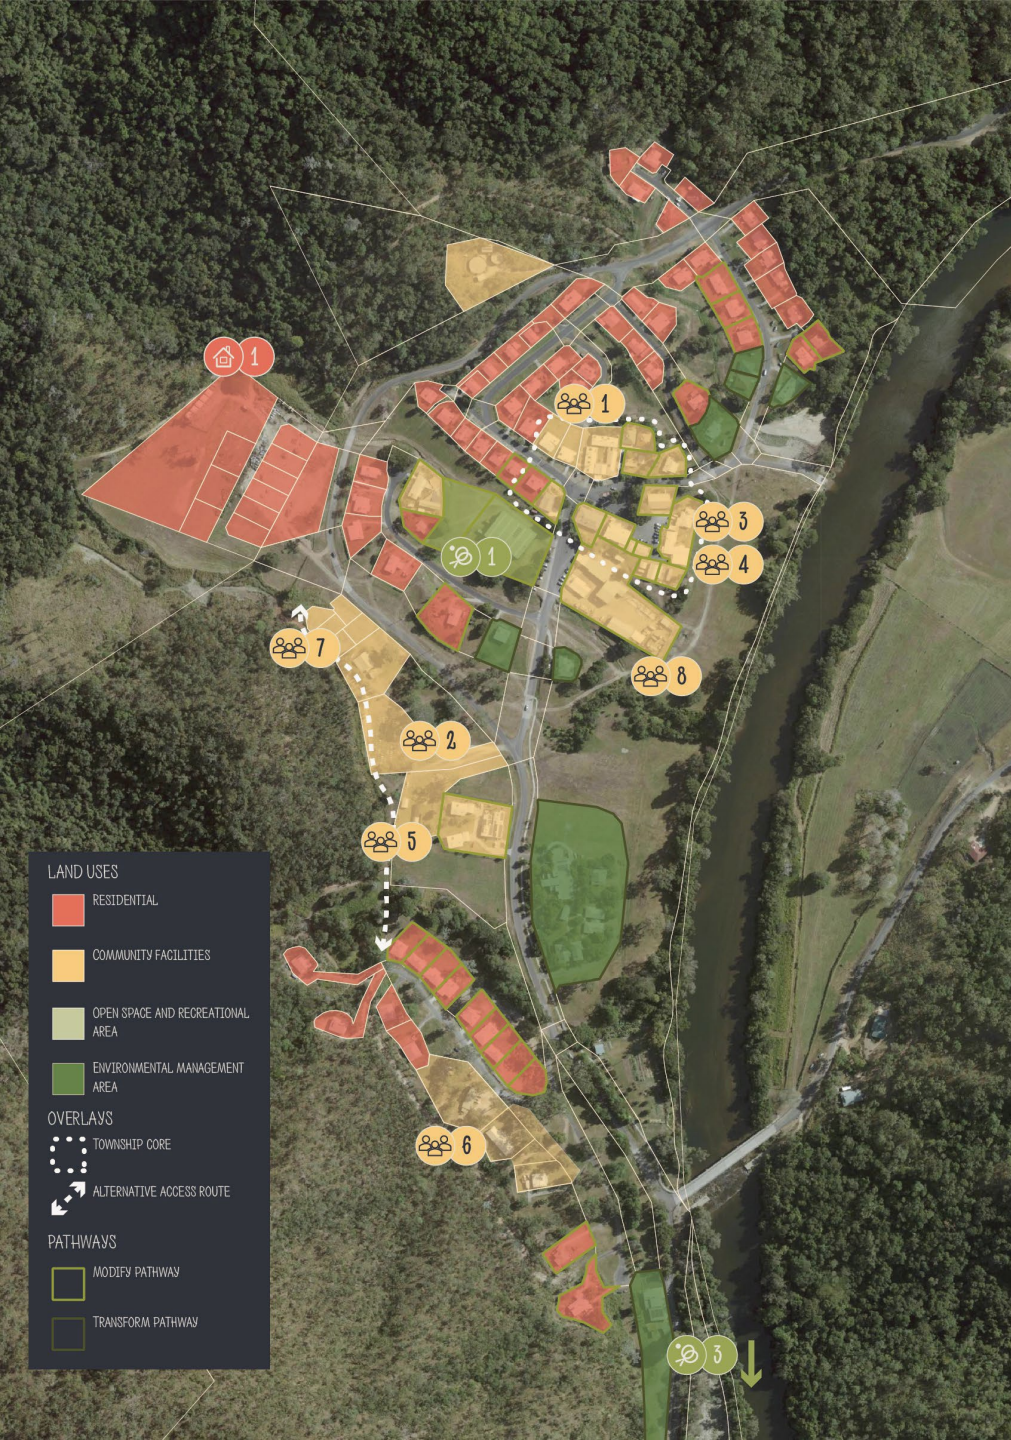 1
1
3
1
4
7
8
2
5
LAND USES
RESIDENTIAL
COMMUNITY FACILITIES
OPEN SPACE AND RECREATIONAL
AREA
ENVIRONMENTAL MANAGEMENT
AREA
OVERLAYS
TOWNSHIP CORE
ALTERNATIVE ACCESS ROUTE
PATHWAYS
MODIFY PATHWAY
TRANSFORM PATHWAY
6
3